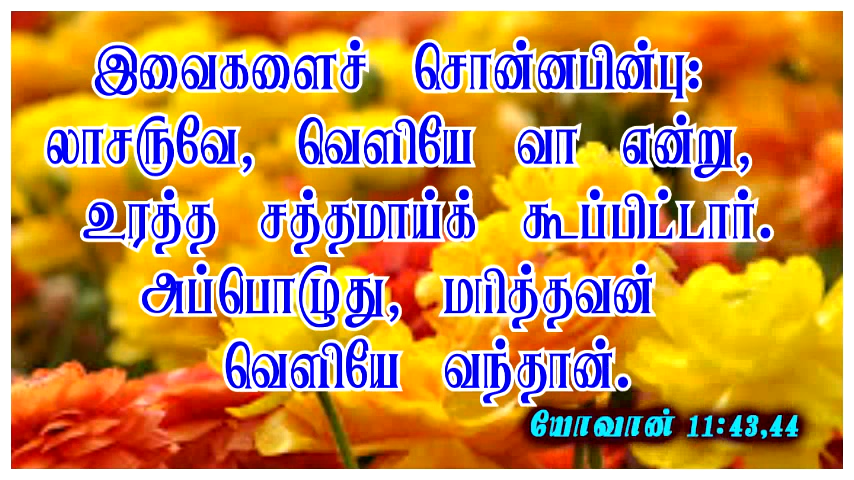 இவைகளைச் சொன்னபின்பு:
லாசருவே, வெளியே வா என்று,
உரத்த சத்தமாய்க் கூப்பிட்டார்.
அப்பொழுது, மரித்தவன்
வெளியே வந்தான்.
யோவான் 11:43,44